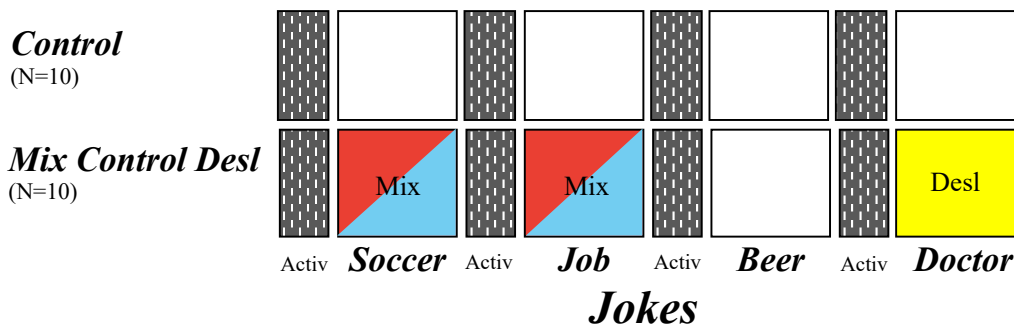 Control
(N=10)
Mix Control Desl
(N=10)
Mix Mix Desl
Activ Soccer Activ Job Activ Beer Activ Doctor
Jokes